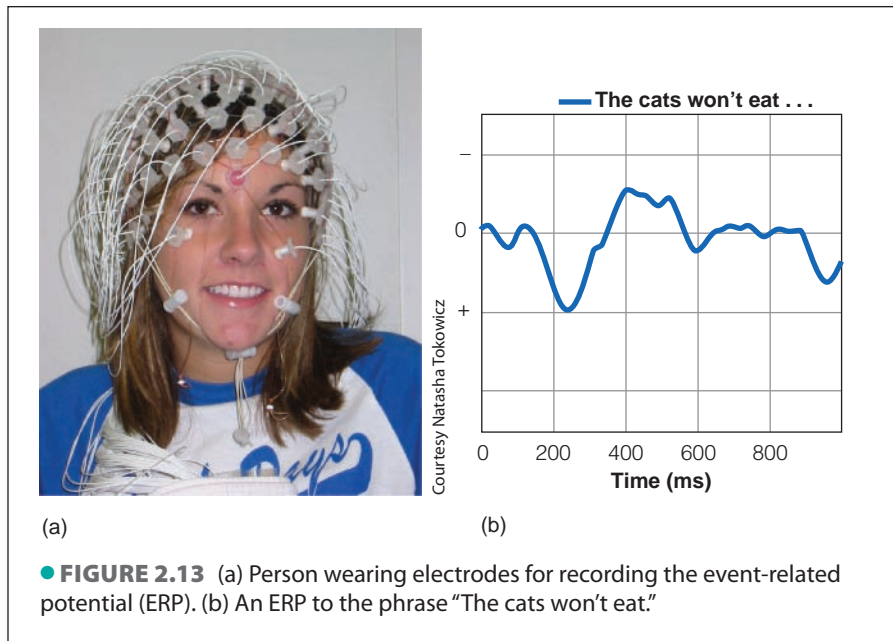 The cats won't eat . . .
–
0
+
0 200 400 600 800
Time (ms)
Courtesy Natasha Tokowicz
Days
(a)
(b)
● FIGURE 2.13 (a) Person wearing electrodes for recording the event-related
potential (ERP). (b) An ERP to the phrase “The cats won’t eat.”